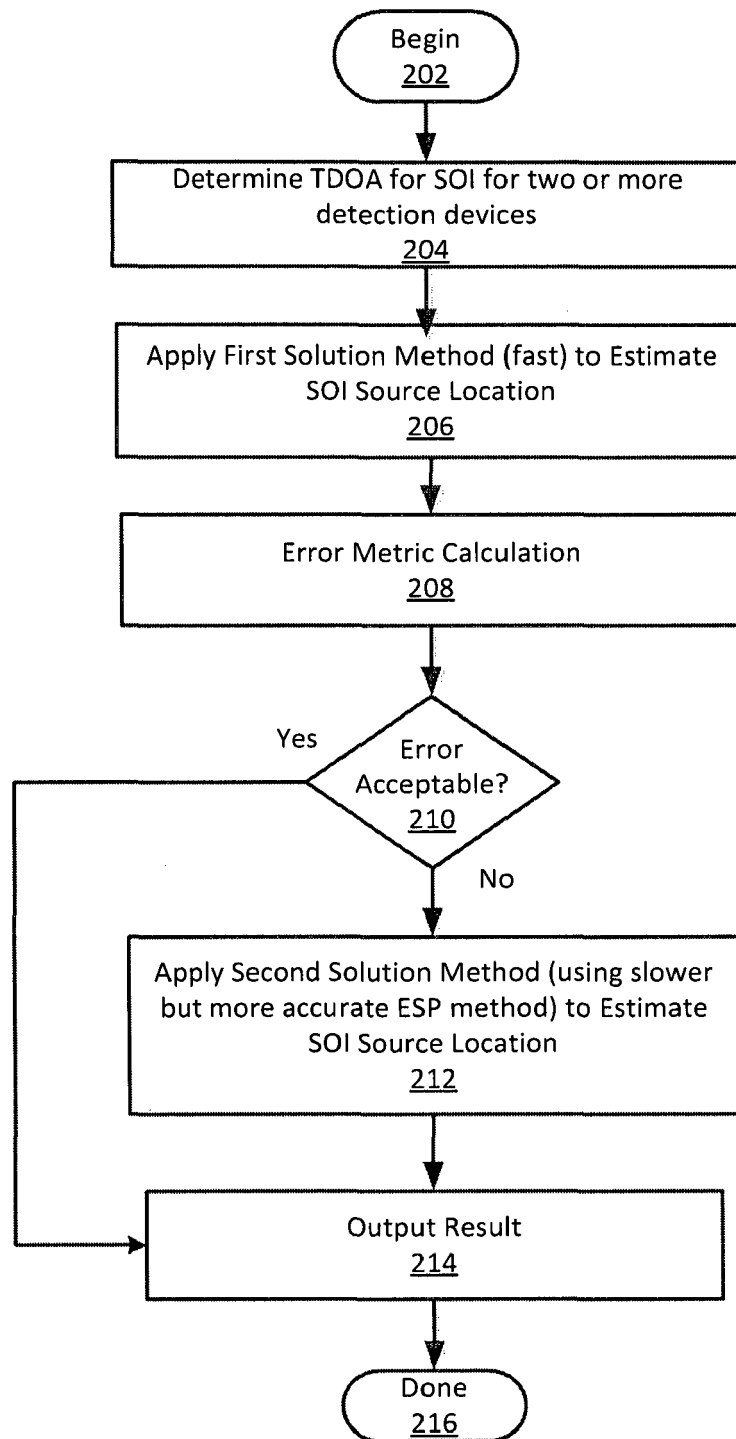 Begin
202
Determine TDOA for SOI for two or more
detection devices
204
Apply First Solution Method (fast) to Estimate
SOI Source Location
206
Error Metric Calculation
208
Yes
Error
Acceptable?
210
No
Apply Second Solution Method (using slower
but more accurate ESP method) to Estimate
SOI Source Location
212
Output Result
214
Done
216